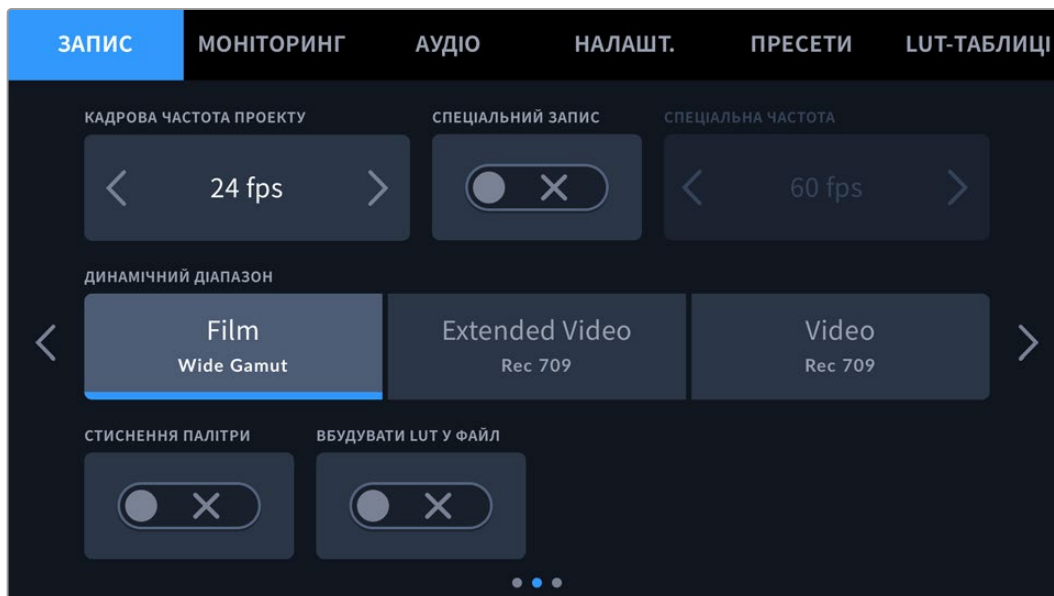 ЗАПИС МОНІТОРИНГ АУДІО НАЛАШТ. ПРЕСЕТИ LUT-ТАБЛИЦІ
КАДРОВА ЧАСТОТА ПРОЕКТУ СПЕЦІАЛЬНИЙ ЗАПИС СПЕЦІАЛЬНА ЧАСТОТА
24 fps 60 fps
ДИНАМІЧНИЙ ДІАПАЗОН
Film Extended Video Video
Wide Gamut Rec 709 Rec 709
СТИСНЕННЯ ПАЛІТРИ ВБУДУВАТИ LUT У ФАЙЛ